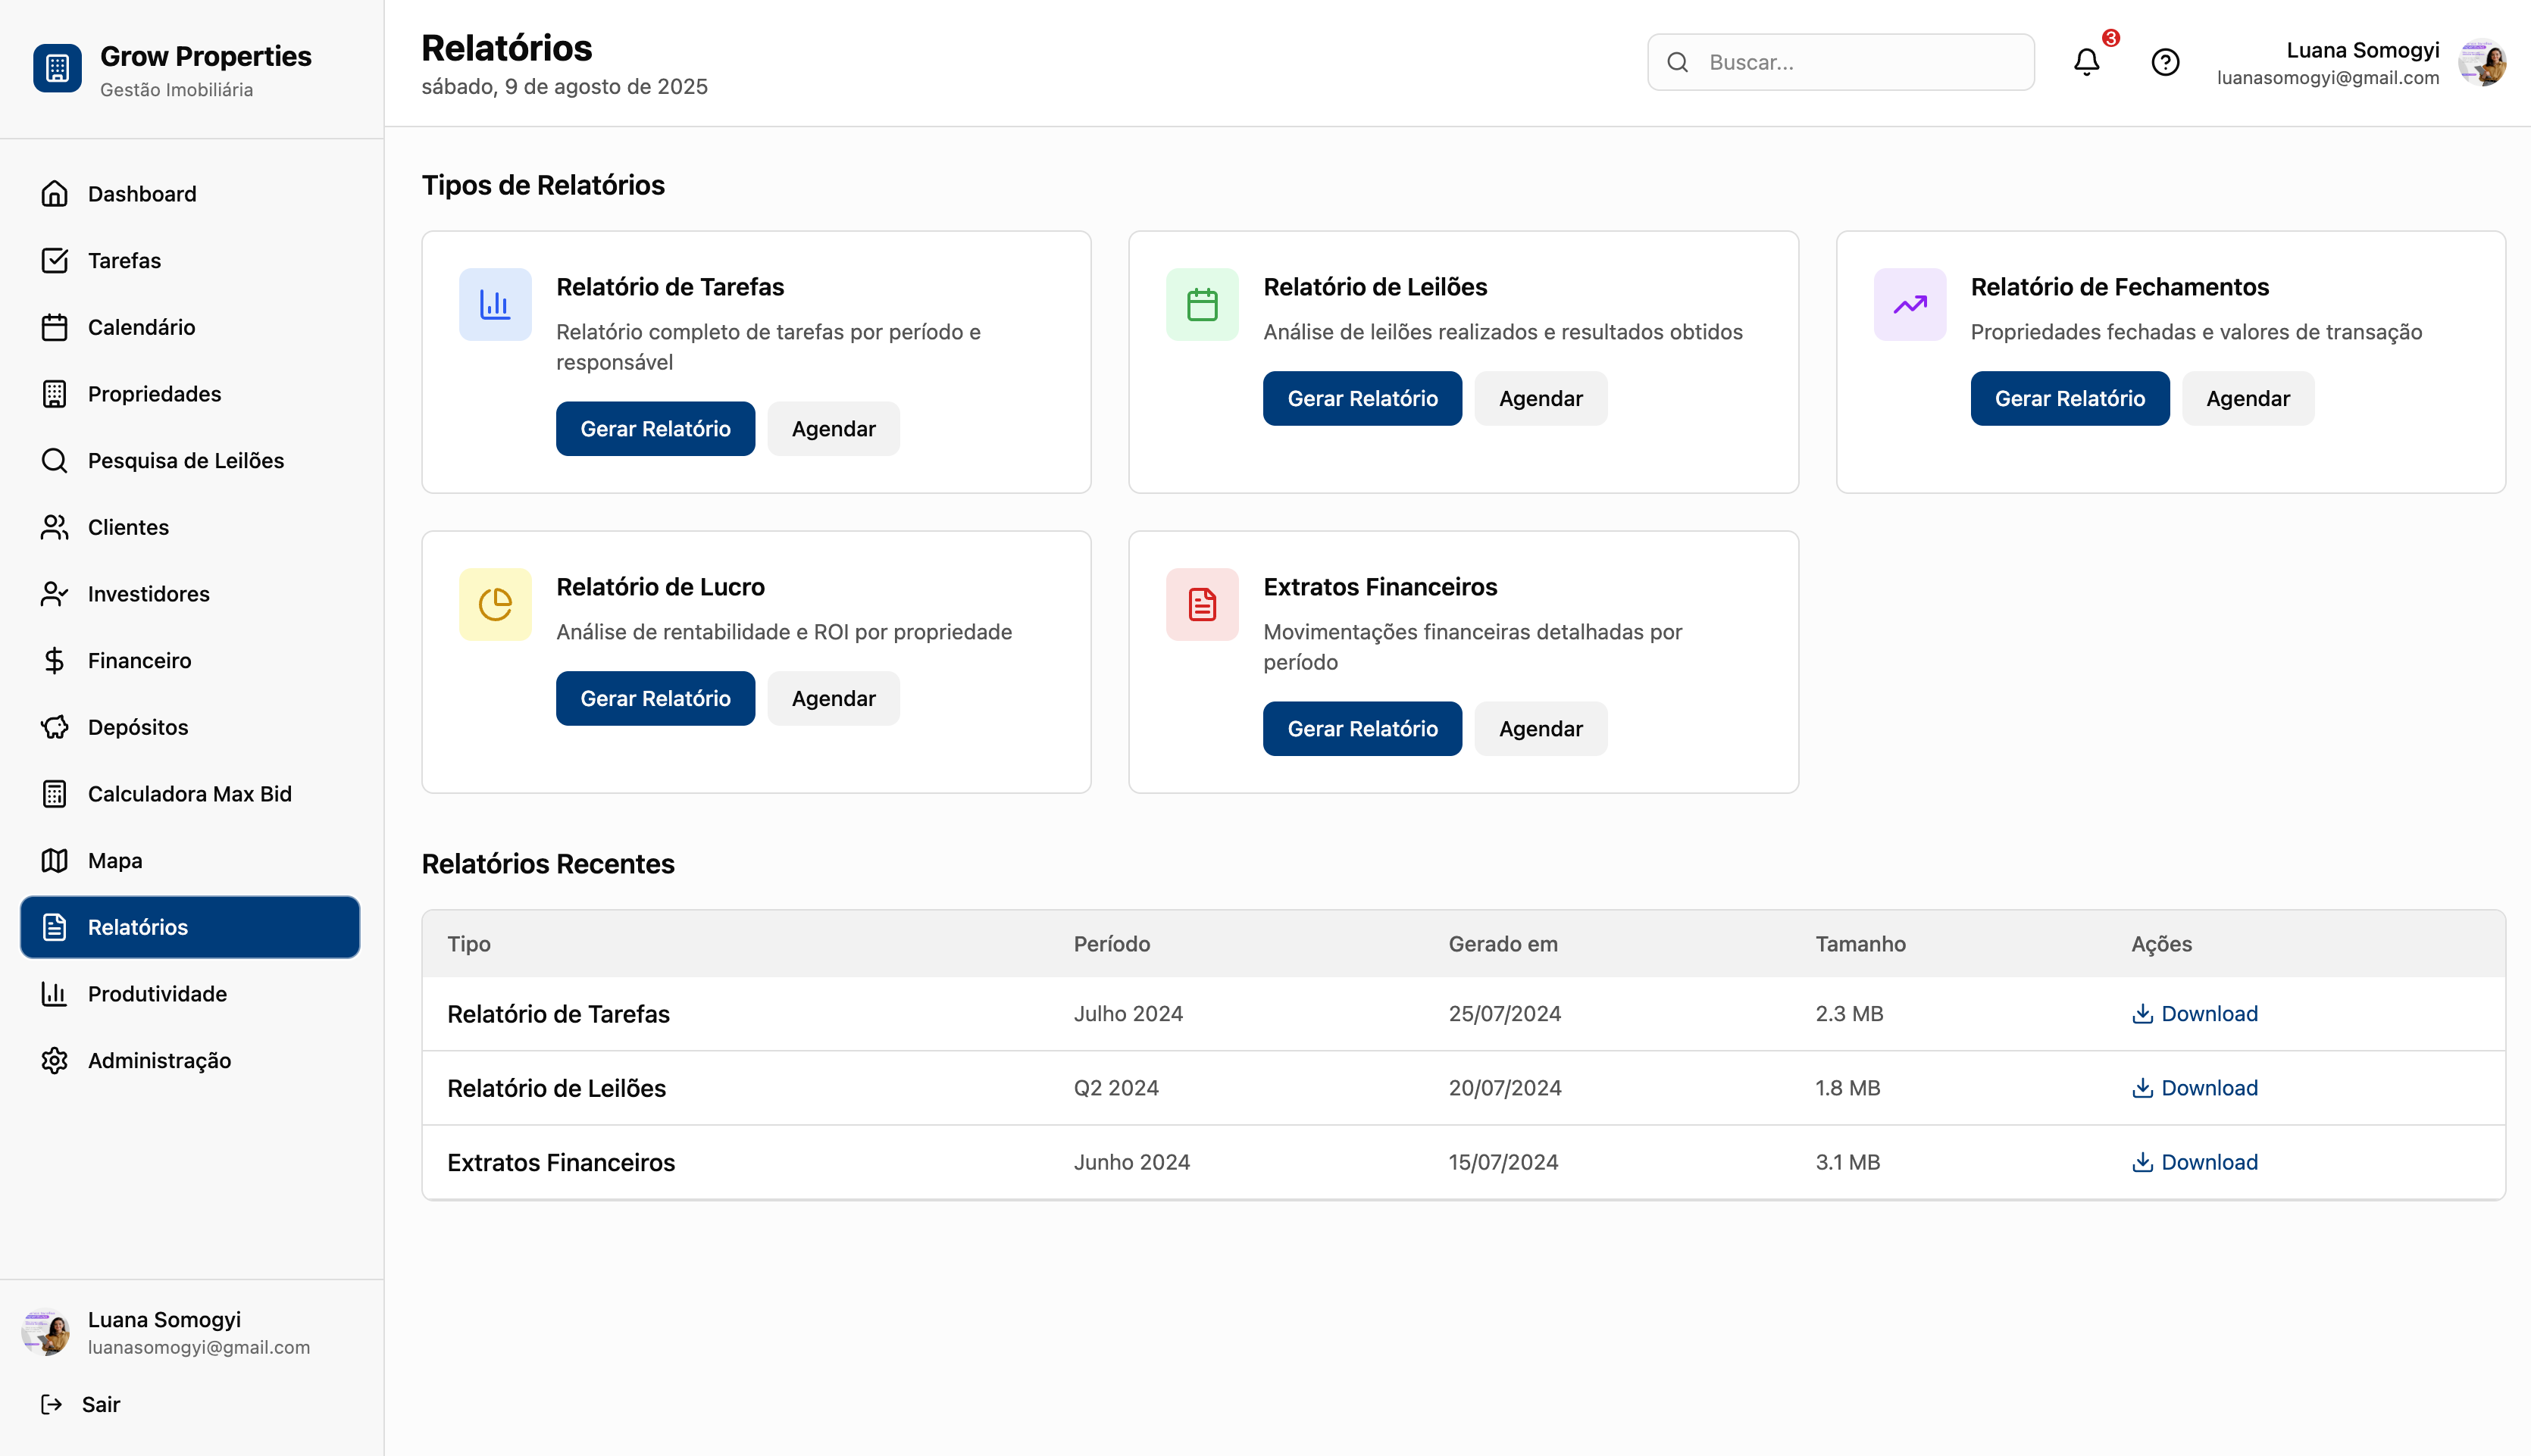 Grow Properties
Gestão Imobiliária
Dashboard
Tarefas
Calendário
Propriedades
Pesquisa de Leilões
Clientes
Investidores
Financeiro
Depósitos
Calculadora Max Bid
Mapa
Relatórios
Produtividade
Administração
Luana Somogyi
luanasomogyi@gmail.com
Sair
Relatórios
sábado, 9 de agosto de 2025
Buscar...
3
Luana Somogyi
luanasomogyi@gmail.com
Tipos de Relatórios
Relatório de Tarefas
Relatório completo de tarefas por período e
responsável
Gerar Relatório Agendar
Relatório de Leilões
Análise de leilões realizados e resultados obtidos
Gerar Relatório Agendar
Relatório de Fechamentos
Propriedades fechadas e valores de transação
Gerar Relatório Agendar
Relatório de Lucro
Análise de rentabilidade e ROI por propriedade
Gerar Relatório Agendar
Extratos Financeiros
Movimentações financeiras detalhadas por
período
Gerar Relatório Agendar
Relatórios Recentes
Tipo Período Gerado em Tamanho Ações
Relatório de Tarefas Julho 2024 25/07/2024 2.3 MB Download
Relatório de Leilões Q2 2024 20/07/2024 1.8 MB Download
Extratos Financeiros Junho 2024 15/07/2024 3.1 MB Download